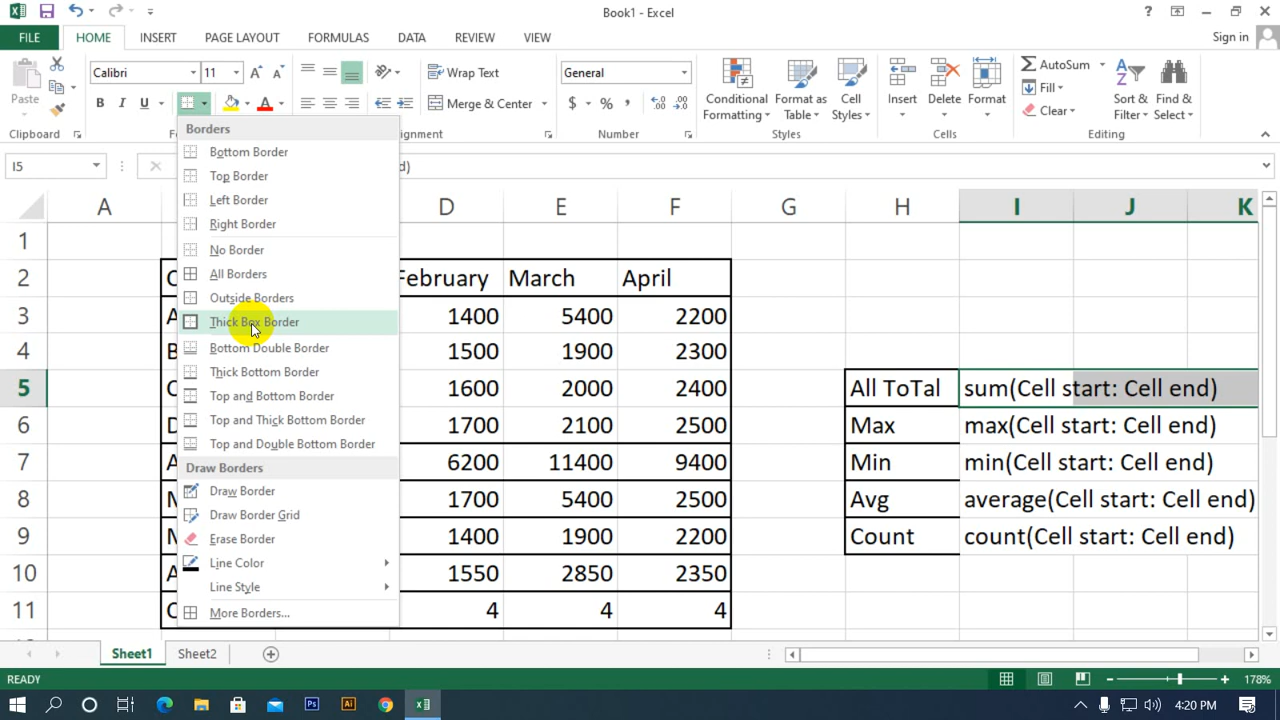 Book1 - Excel
FILE HOME INSERT PAGE LAYOUT FORMULAS DATA REVIEW VIEW Sign in
Paste
Calibri 11
B I U
Wrap Text
Merge & Center
General
$ % ,
Conditional Formatting
Format as Table
Cell Styles
Insert
Delete
Format
AutoSum
Fill
Clear
Sort & Filter
Find & Select
Clipboard Number Styles Cells Editing
I5
Borders
Bottom Border
Top Border
Left Border
Right Border
No Border
All Borders
Outside Borders
Thick Box Border
Bottom Double Border
Thick Bottom Border
Top and Bottom Border
Top and Thick Bottom Border
Top and Double Bottom Border
Draw Borders
Draw Border
Draw Border Grid
Erase Border
Line Color
Line Style
More Borders...
A D E F G H I J K
1
2 February March April
3 1400 5400 2200
4 1500 1900 2300
5 1600 2000 2400 All ToTal sum(Cell start: Cell end)
6 1700 2100 2500 Max max(Cell start: Cell end)
7 6200 11400 9400 Min min(Cell start: Cell end)
8 1700 5400 2500 Avg average(Cell start: Cell end)
9 1400 1900 2200 Count count(Cell start: Cell end)
10 1550 2850 2350
11 4 4 4
Sheet1 Sheet2
READY 178%
4:20 PM